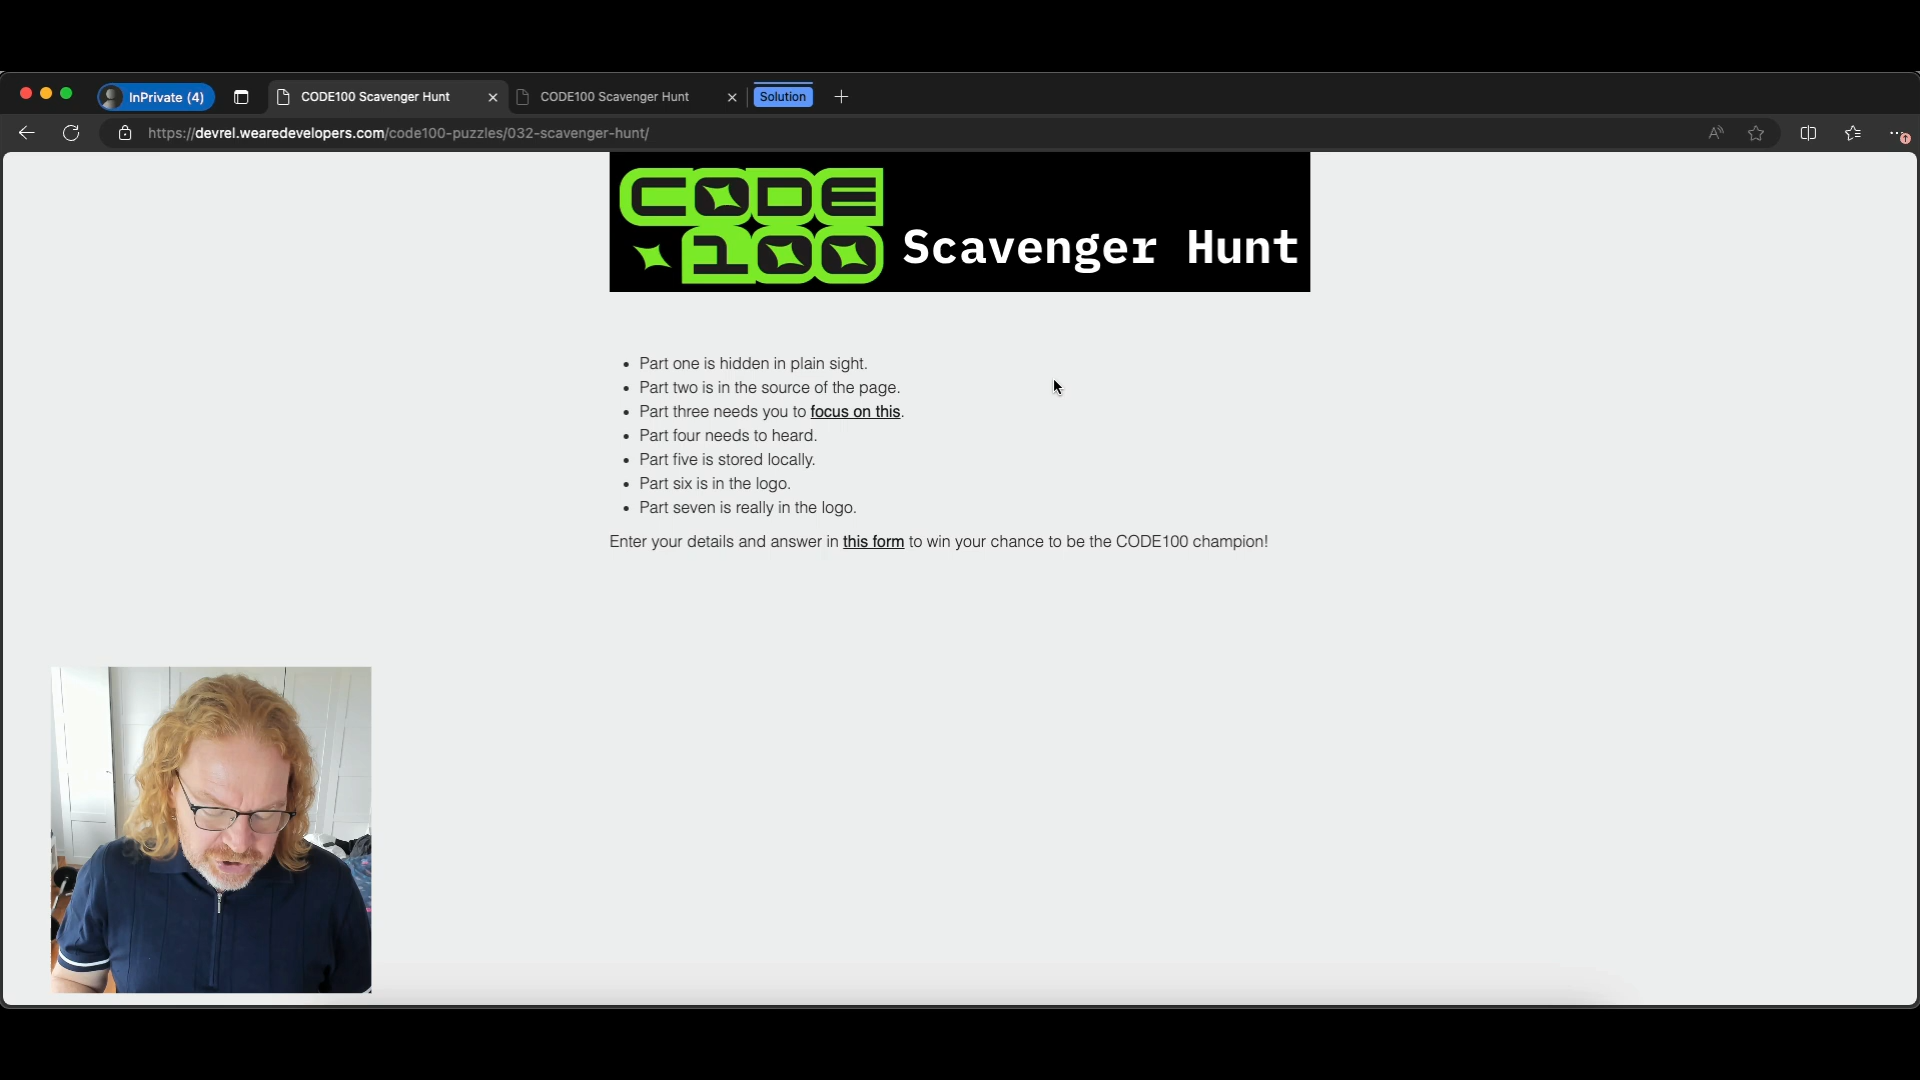 InPrivate (4)
CODE100 Scavenger Hunt
CODE100 Scavenger Hunt
Solution
https://devrel.wearedevelopers.com/code100-puzzles/032-scavenger-hunt/
CODE
100 Scavenger Hunt
• Part one is hidden in plain sight.
• Part two is in the source of the page.
• Part three needs you to focus on this.
• Part four needs to heard.
• Part five is stored locally.
• Part six is in the logo.
• Part seven is really in the logo.
Enter your details and answer in this form to win your chance to be the CODE100 champion!